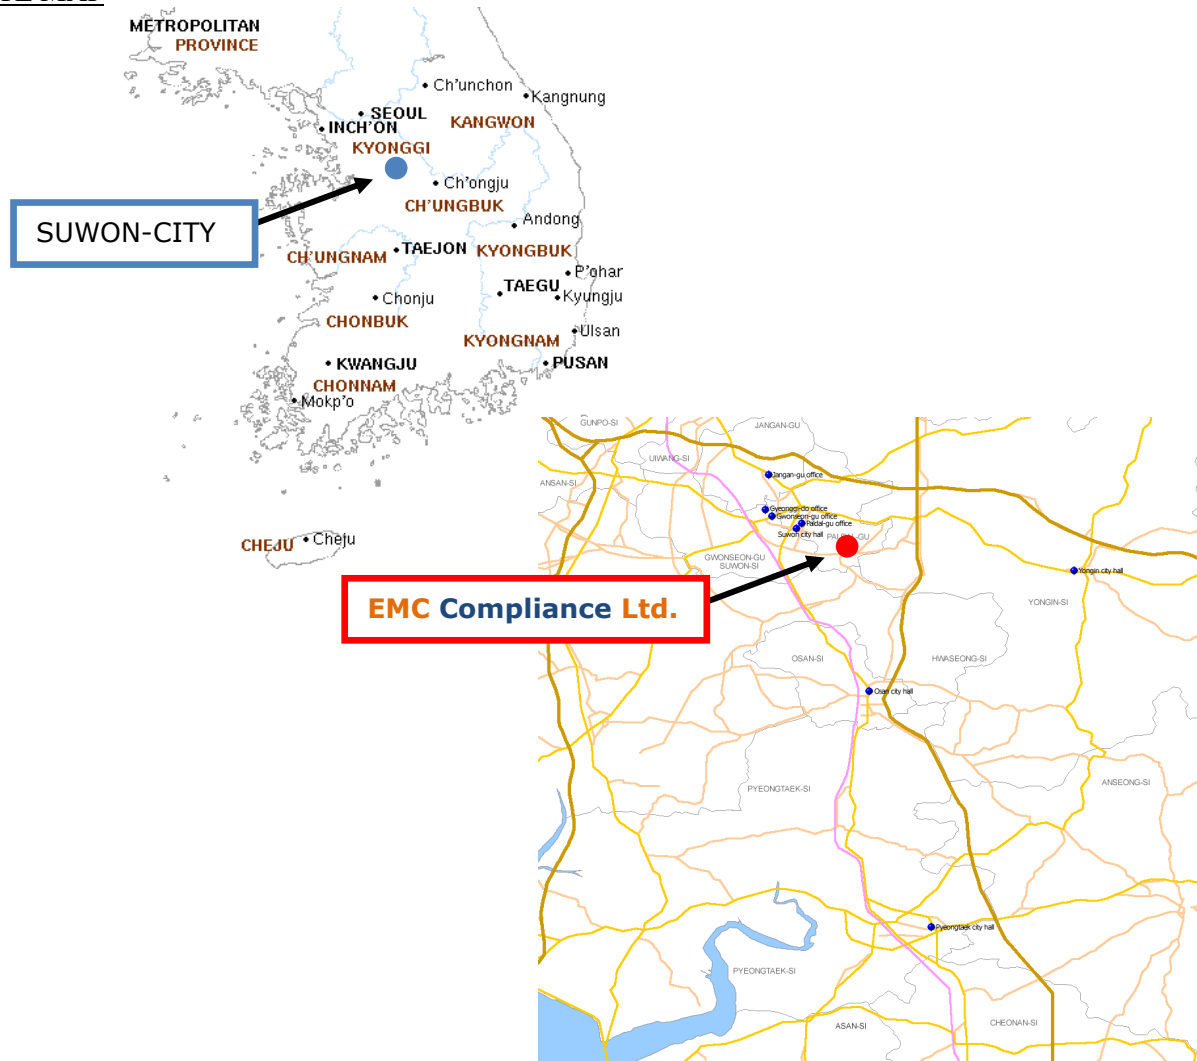 METROPOLITAN
PROVINCE
Ch'unchon
Kangnung
SEOUL
INCH'ON
KANGWON
KYONGGI
Ch'ongju
CH'UNGBUK
SUWON-CITY
Andong
TAEJON
KYONGBUK
CH'UNGNAM
P'ohar
TAEGU
Chonju
Kyungju
CHONBUK
Ulsan
KYONGNAM
KWANGJU
PUSAN
CHONNAM
Mokp'o
CHEJU
Cheju
GUNPO-SI
JANGAN-GU
UIWANG-SI
Jangan-gu office
ANSAN-SI
Gyeonggi-do office
Gwonseon-gu office
Paldal-gu office
Suwon city hall
GWONSEON-GU
SUWON-SI
Yongin city hall
EMC Compliance Ltd.
YONGIN-SI
OSAN-SI
HWASEONG-SI
Osan city hall
PYEONGTAEK-SI
ANSEONG-SI
Pyeongtaek city hall
PYEONGTAEK-SI
ASAN-SI
CHEONAN-SI